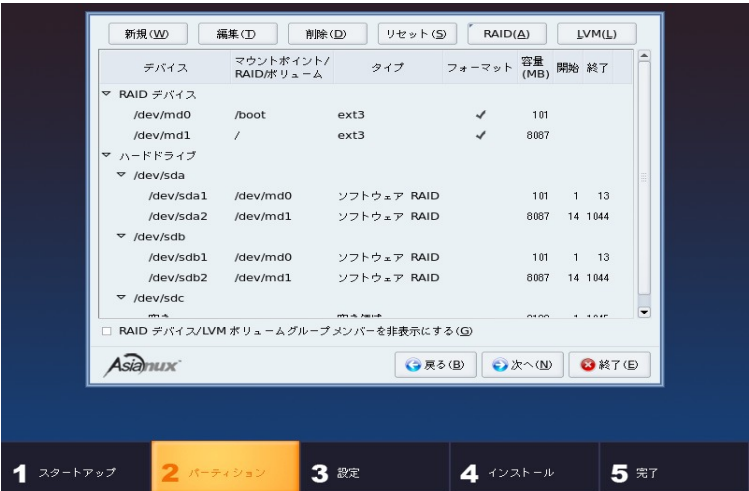 新規(W) 編集(T) 削除(D) リセット(S) RAID(A) LVM(L)
デバイス マウントポイント/ RAID/ボリューム タイプ フォーマット 容量 (MB) 開始 終了
RAID デバイス
/dev/md0 /boot ext3 ✓ 101
/dev/md1 / ext3 ✓ 8087
ハードドライブ
/dev/sda
/dev/sda1 /dev/md0 ソフトウェア RAID 101 1 13
/dev/sda2 /dev/md1 ソフトウェア RAID 8087 14 1044
/dev/sdb
/dev/sdb1 /dev/md0 ソフトウェア RAID 101 1 13
/dev/sdb2 /dev/md1 ソフトウェア RAID 8087 14 1044
/dev/sdc
RAID デバイス/LVM ボリュームグループメンバーを非表示にする(G)
Asianux
戻る(B) 次へ(N) 終了(E)
1 スタートアップ 2 パーティション 3 設定 4 インストール 5 完了